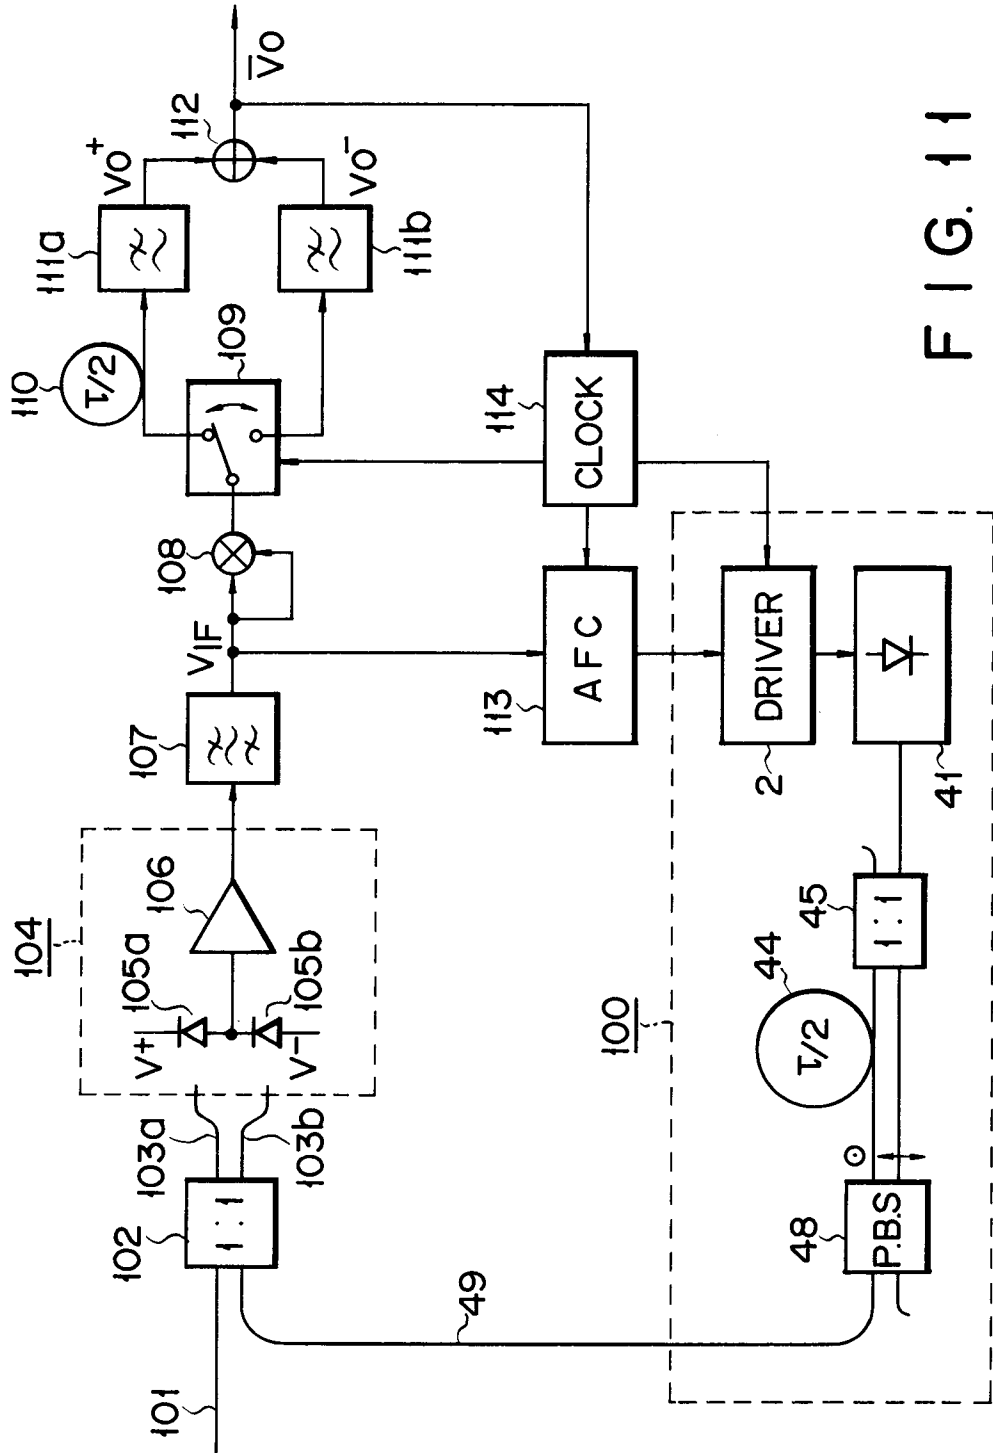 101
102
1 : 1
103a
103b
104
V+
105a
105b
V-
106
107
VIF
108
109
110
τ/2
111a
111b
Vo+
Vo-
112
V̅o
113
AFC
114
CLOCK
100
2
DRIVER
41
45
1 : 1
44
τ/2
48
P.B.S
49
FIG. 11